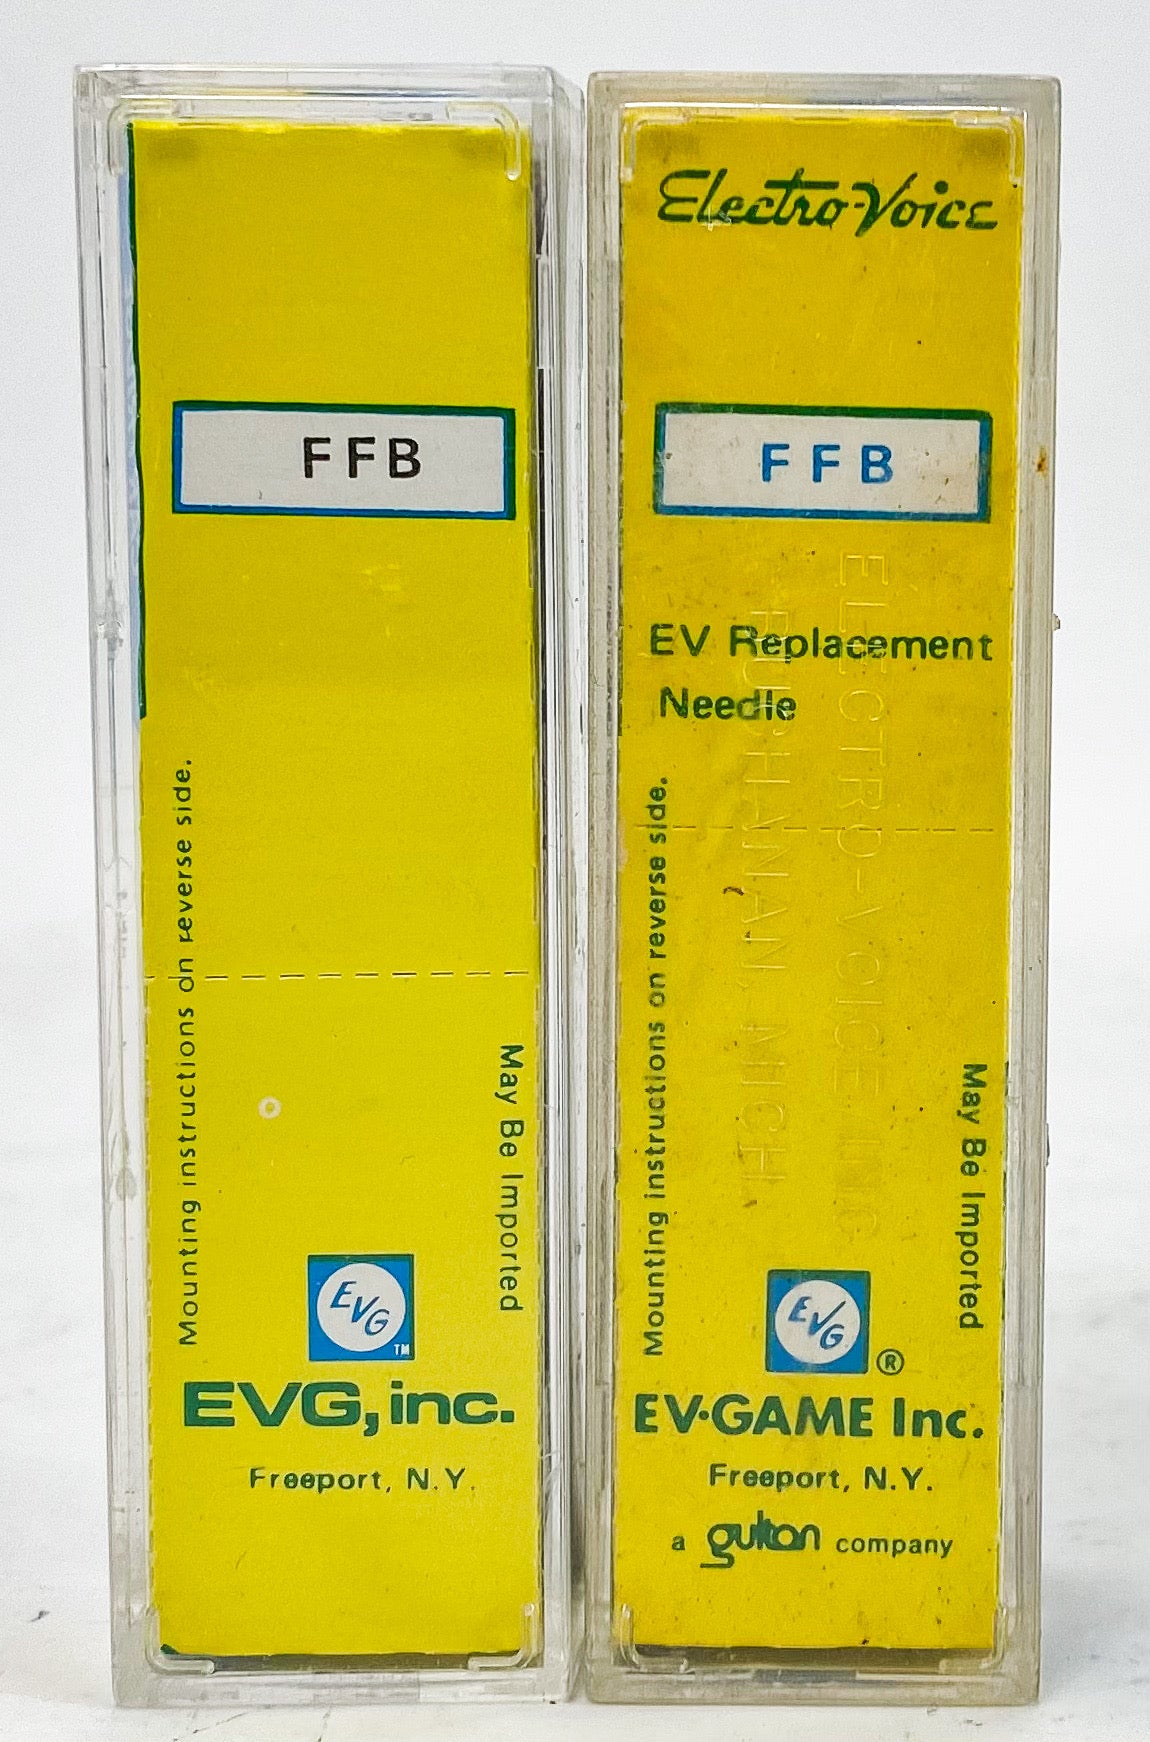 FFB
Mounting instructions on reverse side.
May Be Imported
EVG
TM
EVG, inc.
Freeport, N.Y.
Electro-Voice
FFB
EV Replacement
Needle
ELECTRO-VOICE INC
BUCHANAN, MICH.
Mounting instructions on reverse side.
May Be Imported
EVG
®
EV·GAME Inc.
Freeport, N.Y.
a gulton company